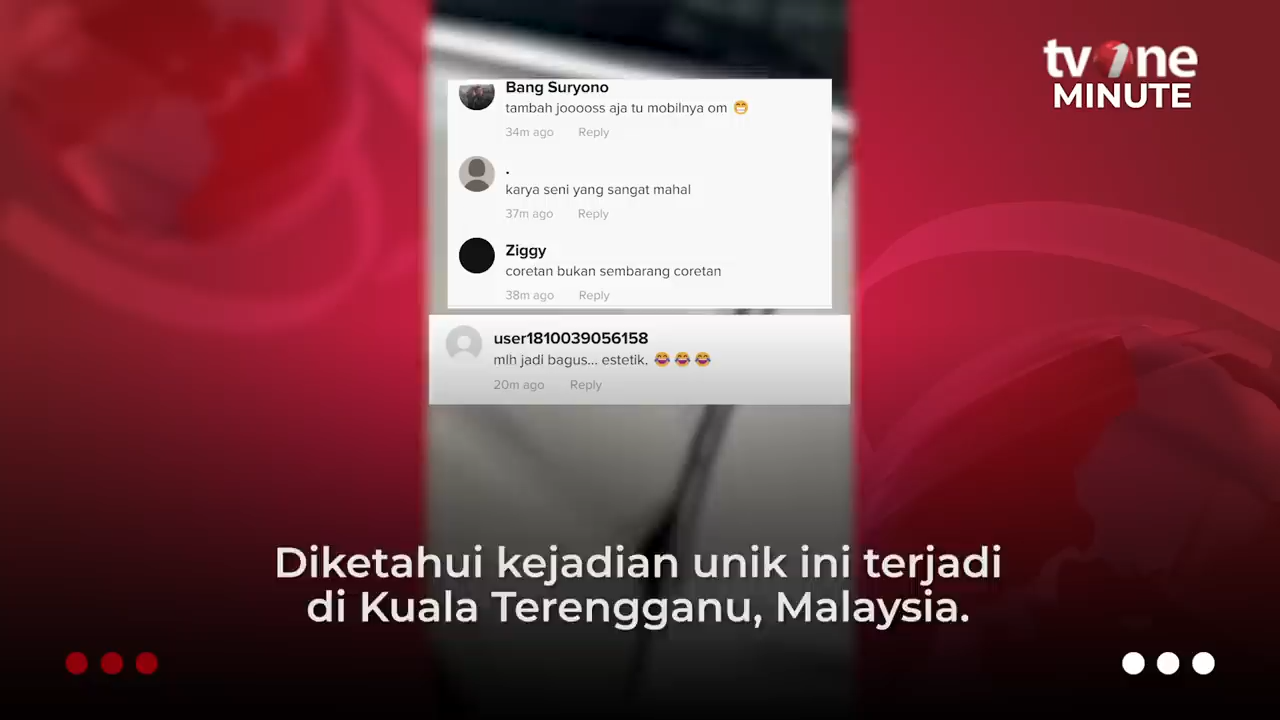 tvOne
MINUTE
Bang Suryono
tambah jooooss aja tu mobilnya om 😁
34m ago Reply
.
karya seni yang sangat mahal
37m ago Reply
Ziggy
coretan bukan sembarang coretan
38m ago Reply
user1810039056158
mlh jadi bagus... estetik. 😂😂😂
20m ago Reply
Diketahui kejadian unik ini terjadi
di Kuala Terengganu, Malaysia.